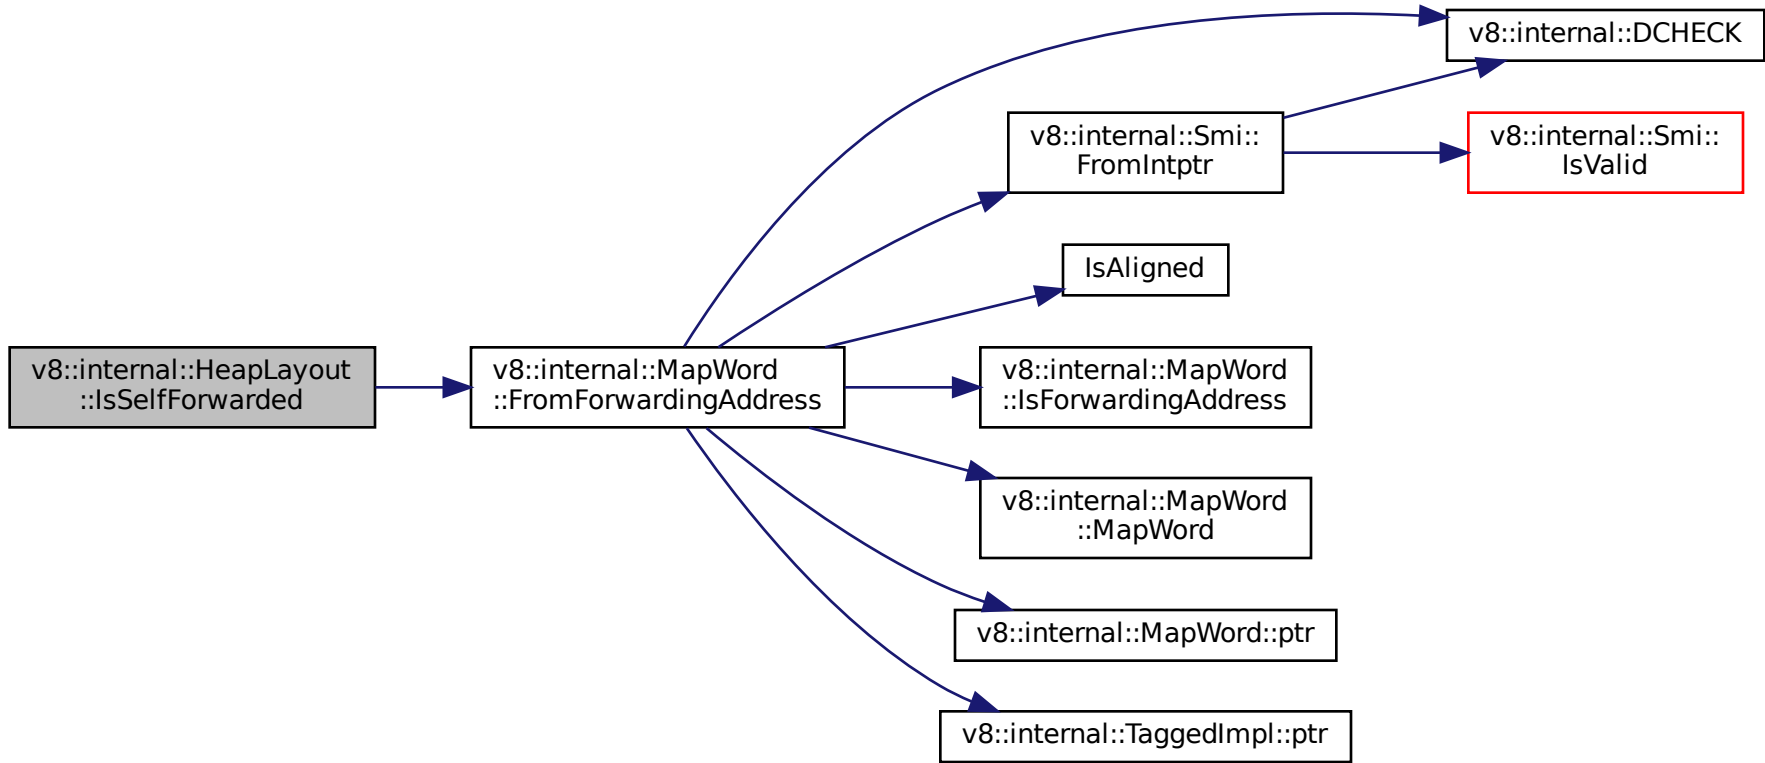 v8::internal::DCHECK
v8::internal::Smi::
FromIntptr
v8::internal::Smi::
IsValid
IsAligned
v8::internal::HeapLayout
::IsSelfForwarded
v8::internal::MapWord
::FromForwardingAddress
v8::internal::MapWord
::IsForwardingAddress
v8::internal::MapWord
::MapWord
v8::internal::MapWord::ptr
v8::internal::TaggedImpl::ptr